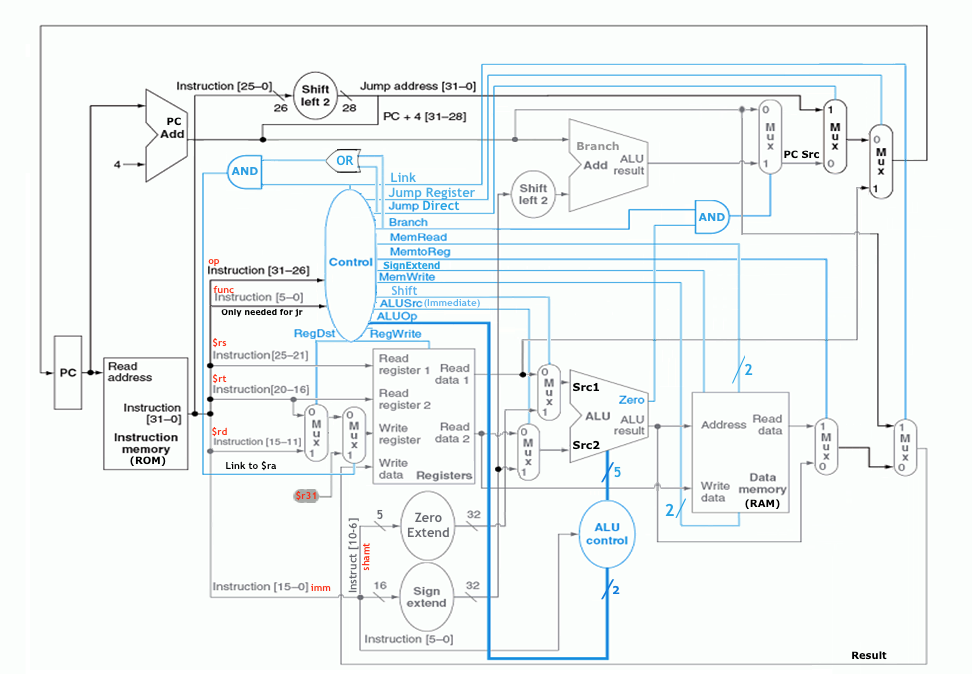 Instruction [25–0]
Shift
left 2
Jump address [31–0]
26
28
PC + 4 [31–28]
PC
Add
4
AND
OR
Link
Jump Register
Jump Direct
Branch
MemRead
MemtoReg
SignExtend
MemWrite
Shift
ALUSrc (Immediate)
ALUOp
Control
RegDst
RegWrite
Branch
Add
ALU
result
Shift
left 2
AND
0
Mux
1
PC Src
1
Mux
0
0
Mux
1
op
Instruction [31–26]
func
Instruction [5–0]
Only needed for jr
$rs
Instruction[25–21]
$rt
Instruction[20–16]
$rd
Instruction [15–11]
Link to $ra
$r31
PC
Read
address
Instruction
[31–0]
Instruction
memory
(ROM)
0
Mux
1
0
Mux
1
Read
register 1
Read
register 2
Write
register
Write
data
Read
data 1
Read
data 2
Registers
0
Mux
1
0
Mux
1
Src1
Src2
ALU
Zero
ALU
result
5
2
2
Address
Read
data
Write
data
Data
memory
(RAM)
1
Mux
0
1
Mux
0
Instruct [10-6]
shamt
5
Zero
Extend
32
Instruction [15–0] imm
16
Sign
extend
32
ALU
control
2
Instruction [5–0]
Result